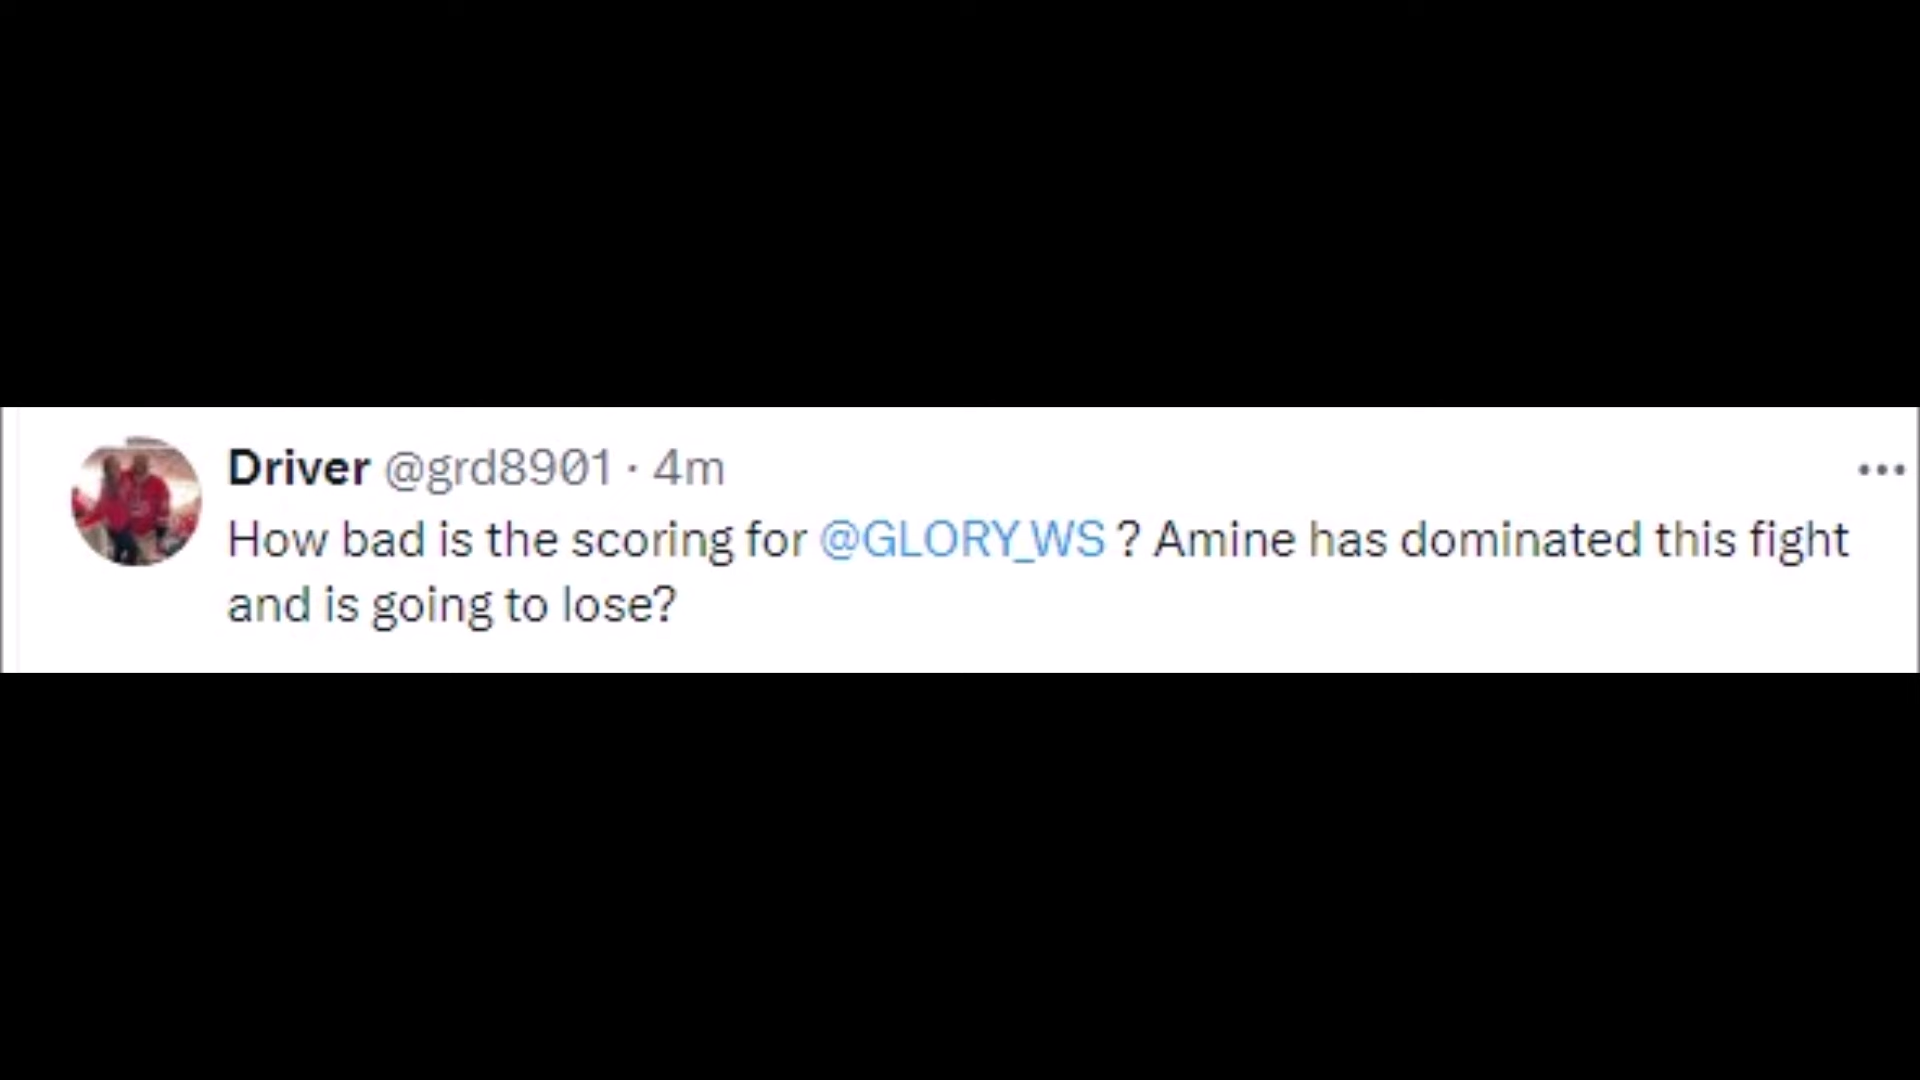 Driver @grd8901 · 4m
How bad is the scoring for @GLORY_WS ? Amine has dominated this fight
and is going to lose?